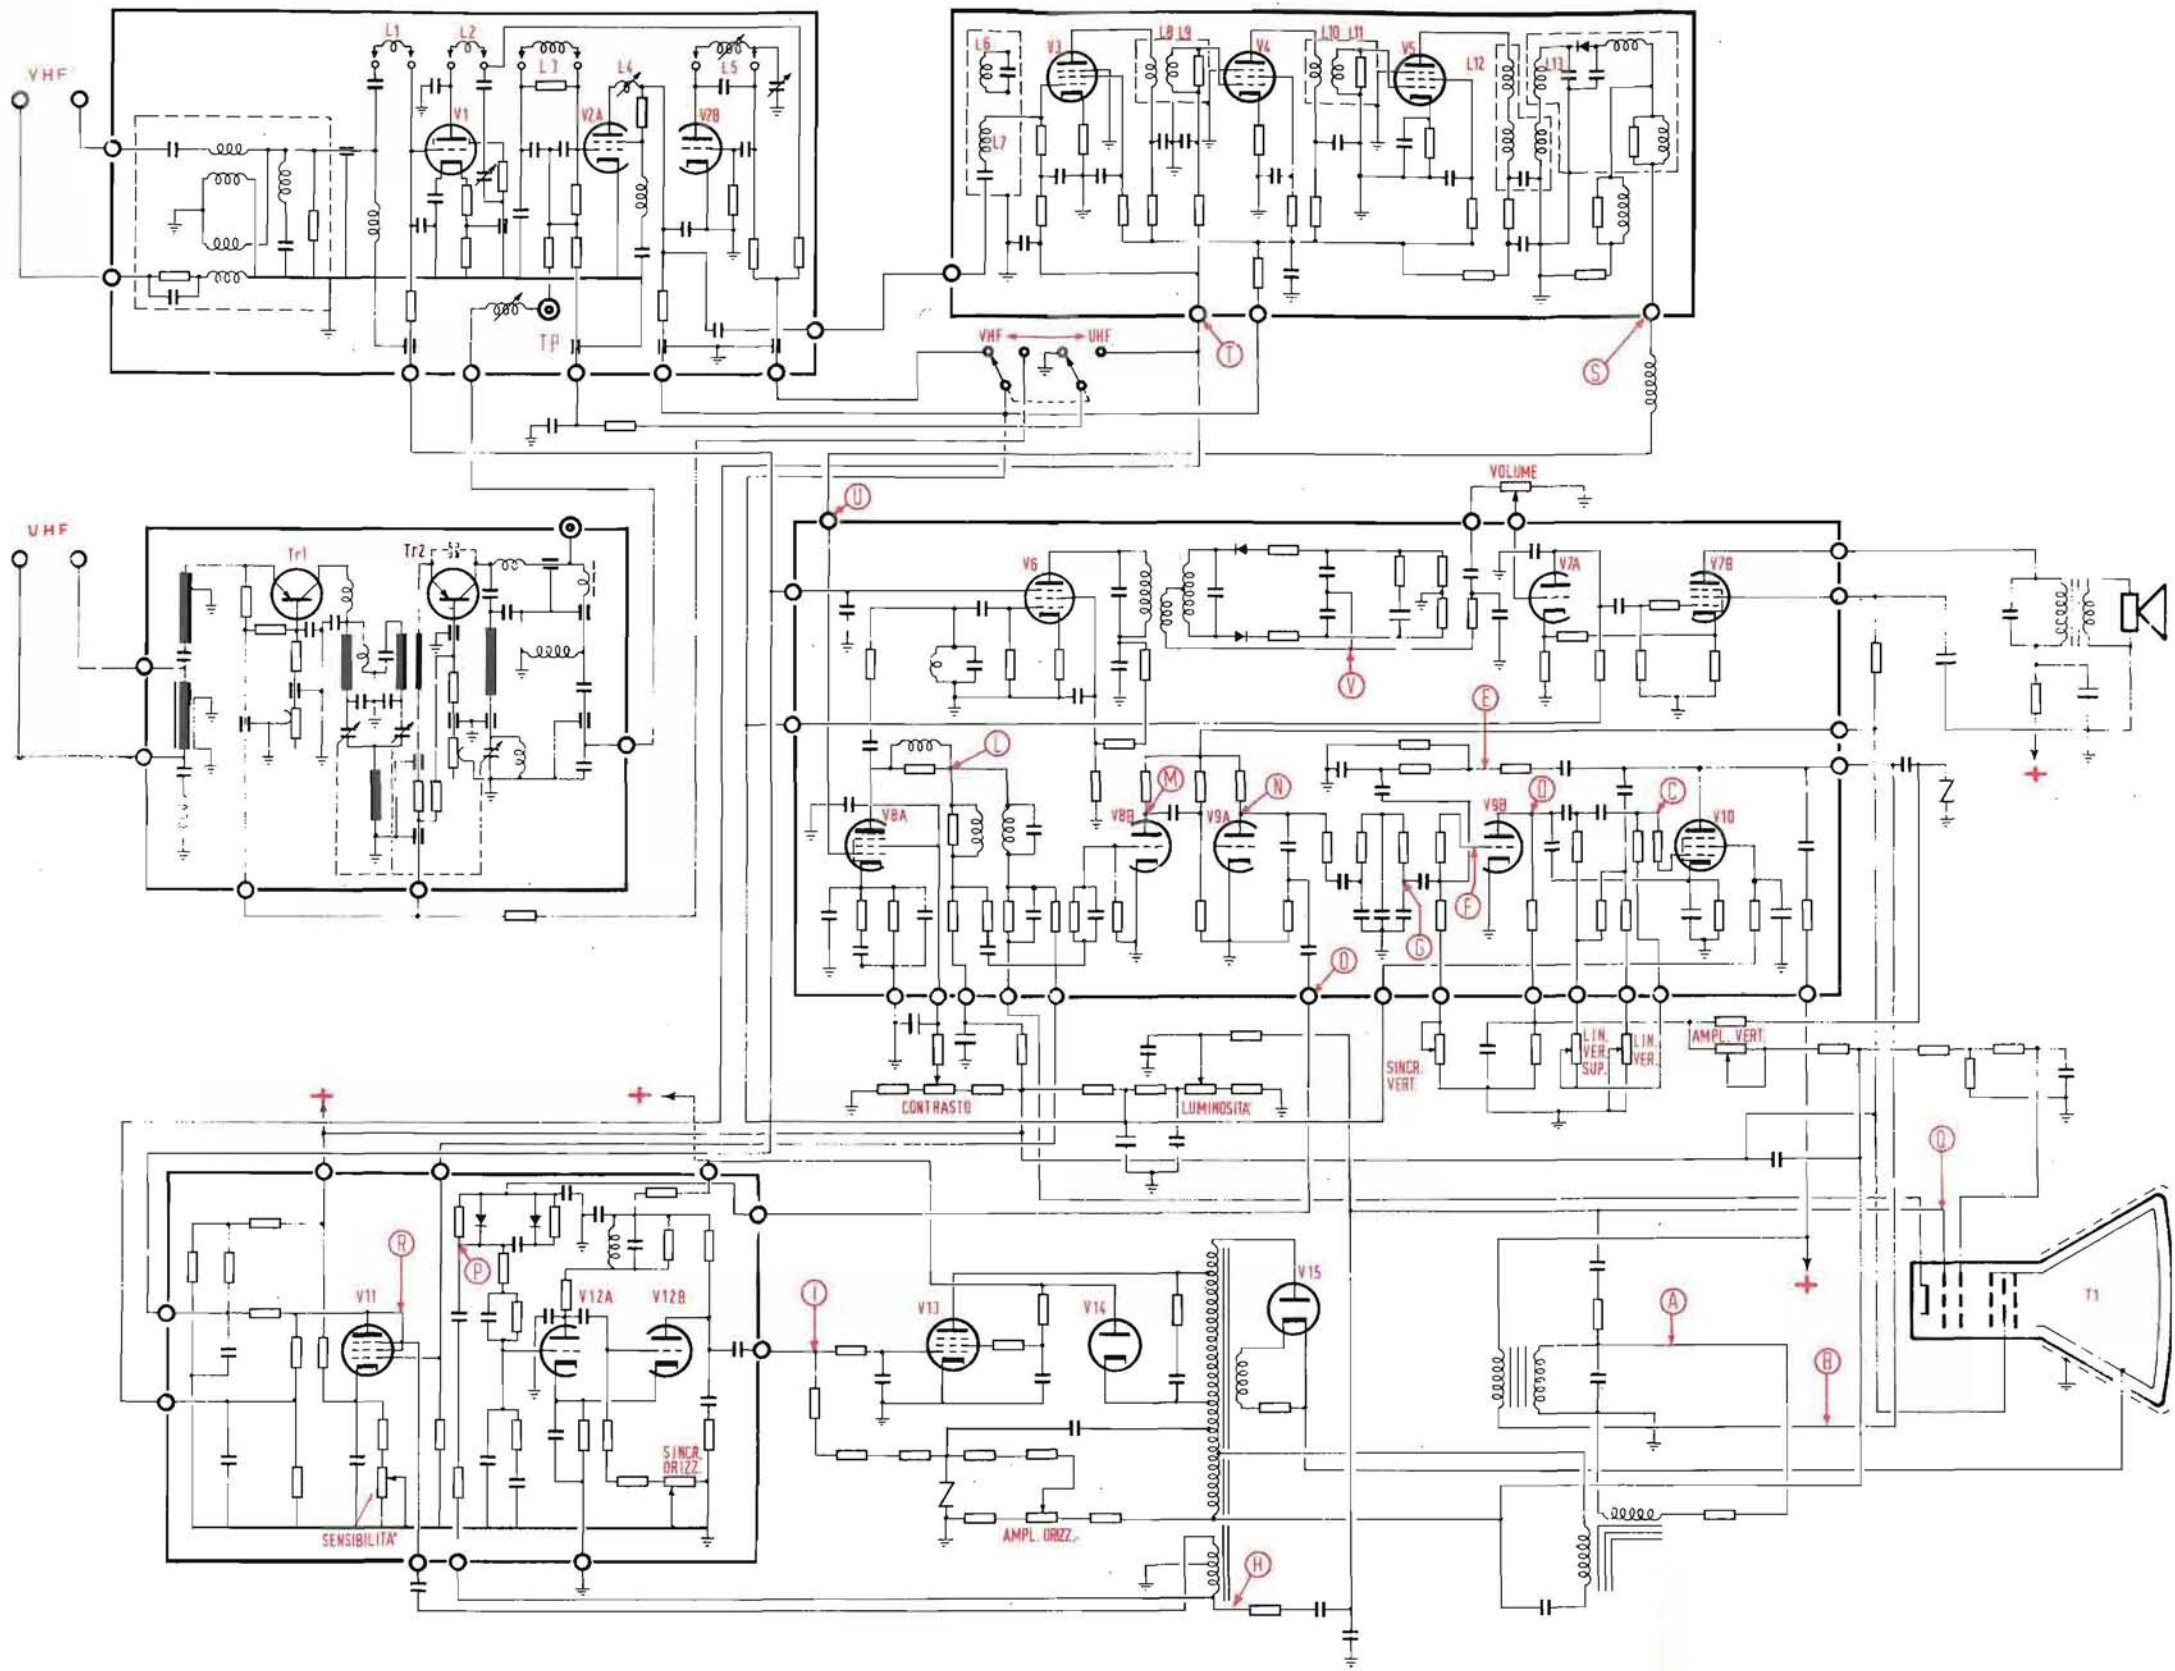 L1
L2
L6
V3
L8 L9
V4
L10 L11
V5
L12
L13
VHF
L3
L4
L5
V1
V2A
V2B
L7
TP
VHF
UHF
T
S
VOLUME
U
UHF
Tr1
Tr2
V6
V7A
V7B
V
E
L
M
N
D
C
V8A
V8B
V9A
V9B
V10
F
G
O
SINCR.
VERT.
LIN.
VER.
SUP.
LIN.
VER.
AMPL. VERT.
+
+
+
CONTRASTO
LUMINOSITA'
Q
R
P
I
V15
+
A
T1
V11
V12A
V12B
V13
V14
B
SINCR.
ORIZZ.
SENSIBILITA'
AMPL. ORIZZ.
H